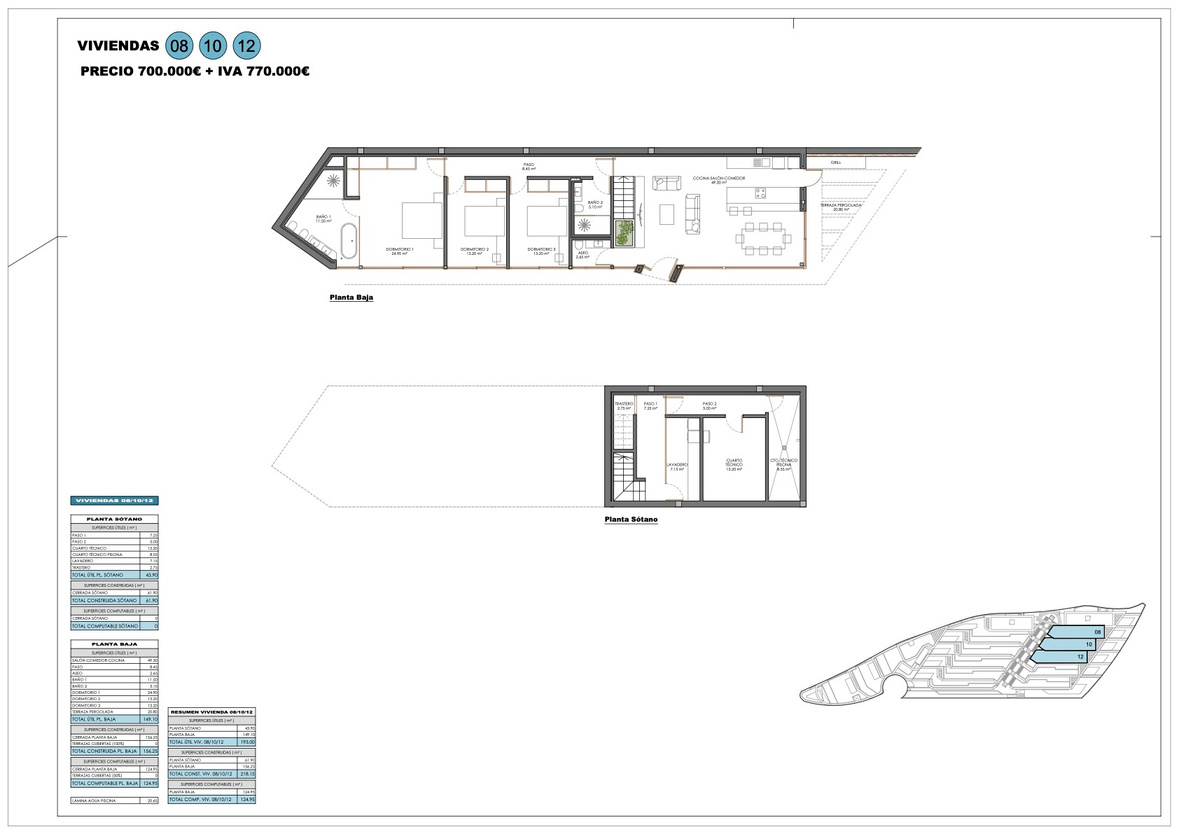 VIVIENDAS 08 10 12
PRECIO 700.000€ + IVA 770.000€
PASO
8.45 m²
GRILL
COCINA-SALÓN-COMEDOR
49.30 m²
BAÑO 1
11.50 m²
BAÑO 2
5.10 m²
TERRAZA PERGOLADA
20.80 m²
DORMITORIO 1
24.90 m²
DORMITORIO 2
13.20 m²
DORMITORIO 3
13.20 m²
ASEO
2.65 m²
Planta Baja
TRASTERO
2.75 m²
PASO 1
7.25 m²
PASO 2
5.00 m²
LAVADERO
7.15 m²
CUARTO
TÉCNICO
13.20 m²
CTO. TÉCNICO
PISCINA
8.55 m²
Planta Sótano
VIVIENDAS 08/10/12
PLANTA SÓTANO
SUPERFICIES ÚTILES ( m² )
PASO 1 7.25
PASO 2 5.00
CUARTO TÉCNICO 13.20
CUARTO TÉCNICO PISCINA 8.55
LAVADERO 7.15
TRASTERO 2.75
TOTAL ÚTIL PL. SÓTANO 43.90
SUPERFICIES CONSTRUIDAS ( m² )
CERRADA SÓTANO 61.90
TOTAL CONSTRUIDA SÓTANO 61.90
SUPERFICIES COMPUTABLES ( m² )
CERRADA SÓTANO 0
TOTAL COMPUTABLE SÓTANO 0
PLANTA BAJA
SUPERFICIES ÚTILES ( m² )
SALÓN-COMEDOR-COCINA 49.30
PASO 8.45
ASEO 2.65
BAÑO 1 11.50
BAÑO 2 5.10
DORMITORIO 1 24.90
DORMITORIO 2 13.20
DORMITORIO 3 13.20
TERRAZA PERGOLADA 20.80
TOTAL ÚTIL PL. BAJA 149.10
SUPERFICIES CONSTRUIDAS ( m² )
CERRADA PLANTA BAJA 156.25
TERRAZAS CUBIERTAS (100%) 0
TOTAL CONSTRUIDA PL. BAJA 156.25
SUPERFICIES COMPUTABLES ( m² )
CERRADA PLANTA BAJA 124.95
TERRAZAS CUBIERTAS (50%) 0
TOTAL COMPUTABLE PL. BAJA 124.95
LAMINA AGUA PISCINA 20.60
RESUMEN VIVIENDA 08/10/12
SUPERFICIES ÚTILES ( m² )
PLANTA SÓTANO 43.90
PLANTA BAJA 149.10
TOTAL ÚTIL VIV. 08/10/12 193.00
SUPERFICIES CONSTRUIDAS ( m² )
PLANTA SÓTANO 61.90
PLANTA BAJA 156.25
TOTAL CONST. VIV. 08/10/12 218.15
SUPERFICIES COMPUTABLES ( m² )
PLANTA BAJA 124.95
TOTAL COMP. VIV. 08/10/12 124.95
08
10
12